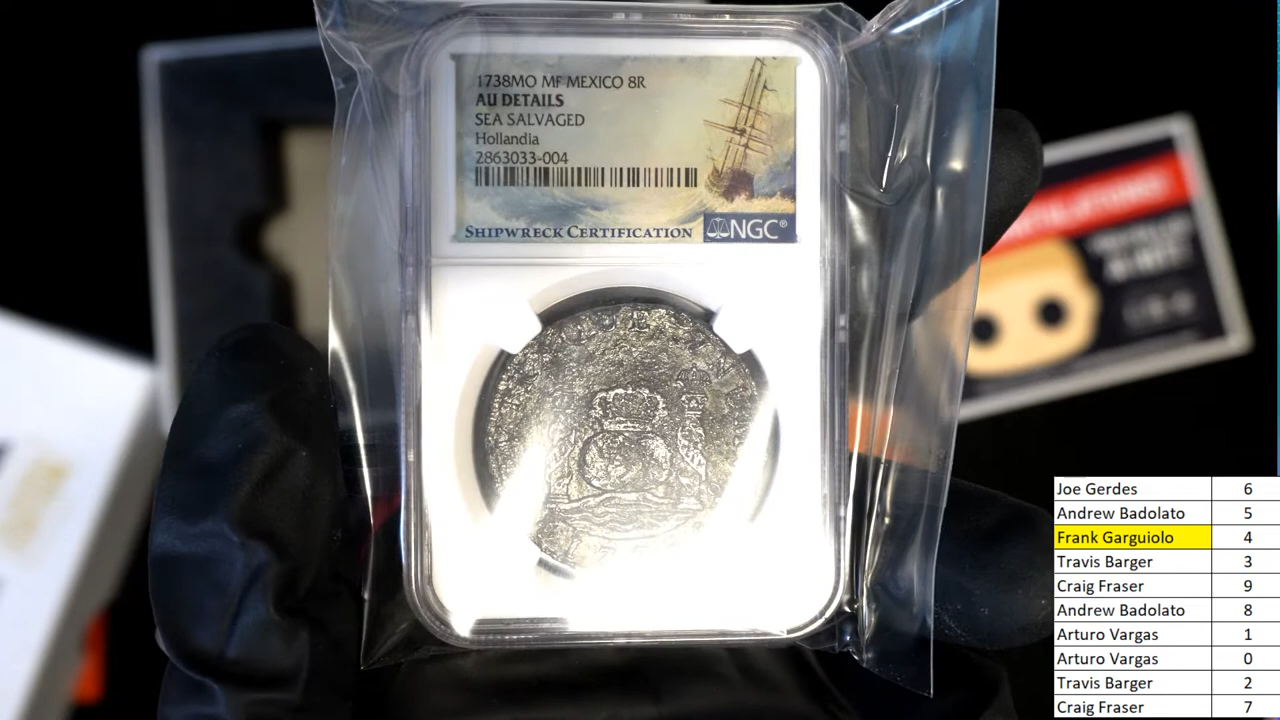 1738MO MF MEXICO 8R
AU DETAILS
SEA SALVAGED
Hollandia
2863033-004
SHIPWRECK CERTIFICATION NGC®
Joe Gerdes 6
Andrew Badolato 5
Frank Garguiolo 4
Travis Barger 3
Craig Fraser 9
Andrew Badolato 8
Arturo Vargas 1
Arturo Vargas 0
Travis Barger 2
Craig Fraser 7